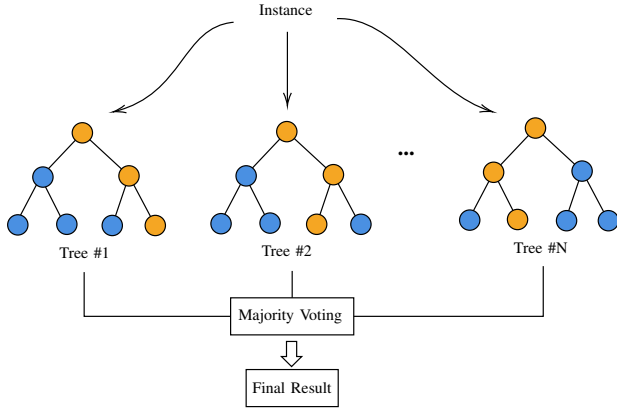 Instance
...
Tree #1
Tree #2
Tree #N
Majority Voting
Final Result